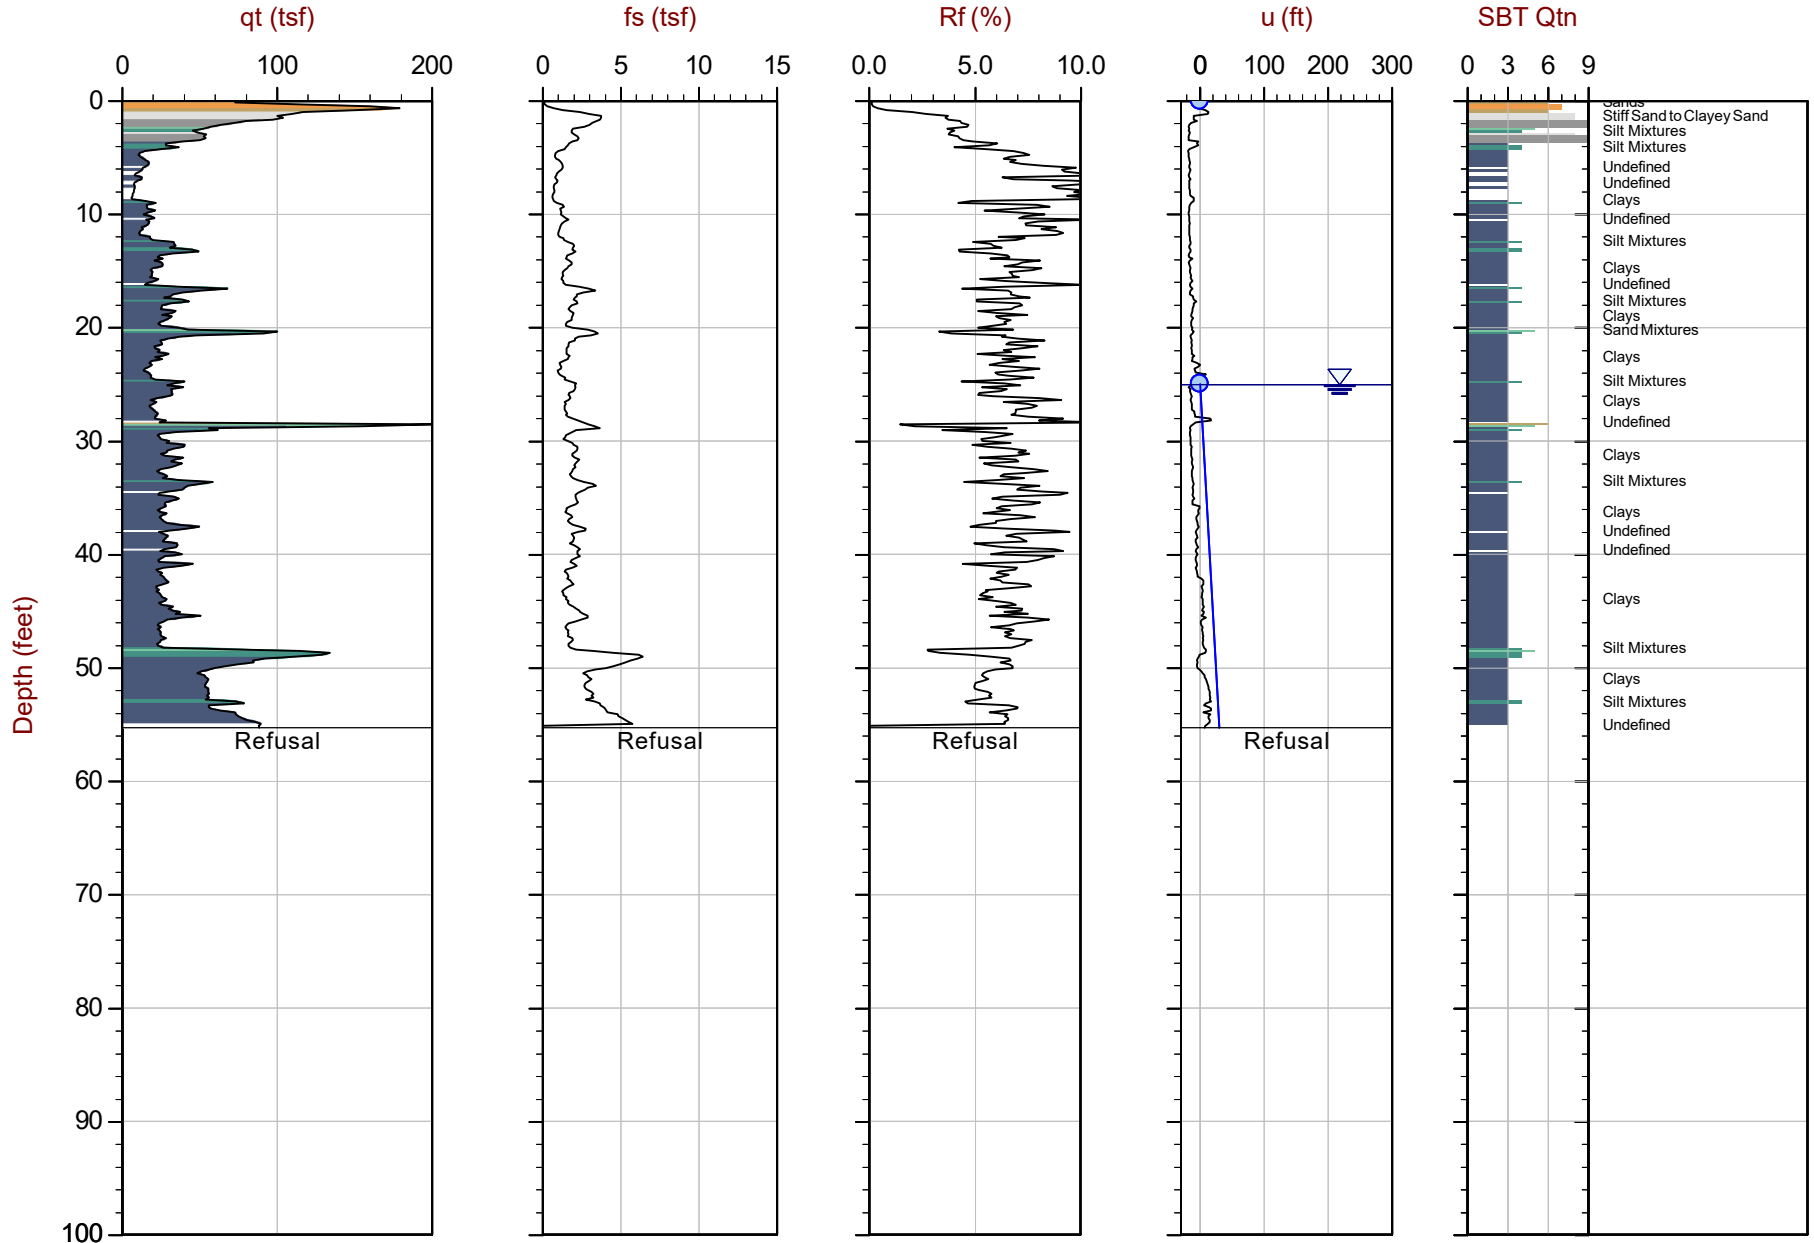 qt (tsf) fs (tsf) Rf (%) u (ft) SBT Qtn
0 100 200 0 5 10 15 0.0 5.0 10.0 0 100 200 300 0 3 6 9
0
10
20
30
40
50
60
70
80
90
100
Depth (feet)
Sands
Stiff Sand to Clayey Sand
Silt Mixtures
Silt Mixtures
Undefined
Undefined
Clays
Undefined
Silt Mixtures
Clays
Undefined
Silt Mixtures
Clays
Sand Mixtures
Clays
Silt Mixtures
Clays
Undefined
Clays
Silt Mixtures
Clays
Undefined
Undefined
Clays
Silt Mixtures
Clays
Silt Mixtures
Undefined
Refusal Refusal Refusal Refusal